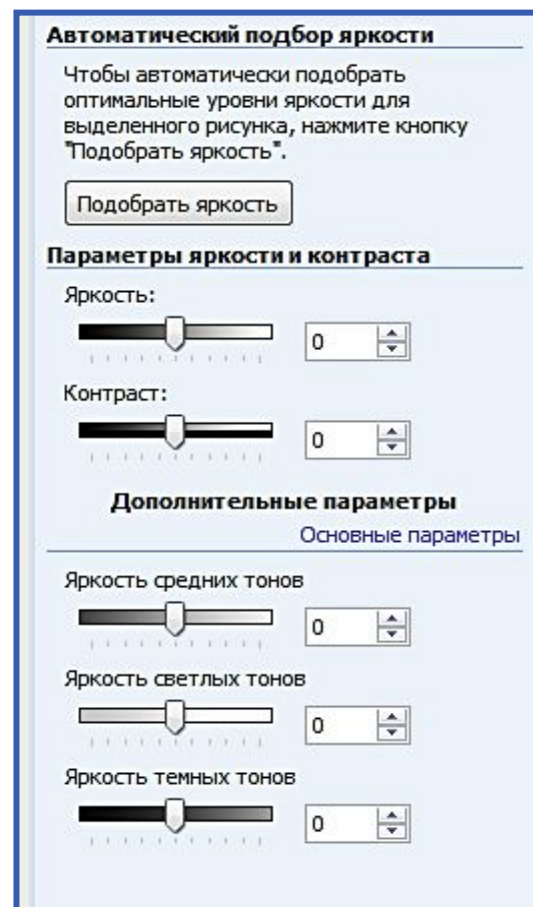 Автоматический подбор яркости
Чтобы автоматически подобрать
оптимальные уровни яркости для
выделенного рисунка, нажмите кнопку
"Подобрать яркость".
Подобрать яркость
Параметры яркости и контраста
Яркость:
0
Контраст:
0
Дополнительные параметры
Основные параметры
Яркость средних тонов
0
Яркость светлых тонов
0
Яркость темных тонов
0